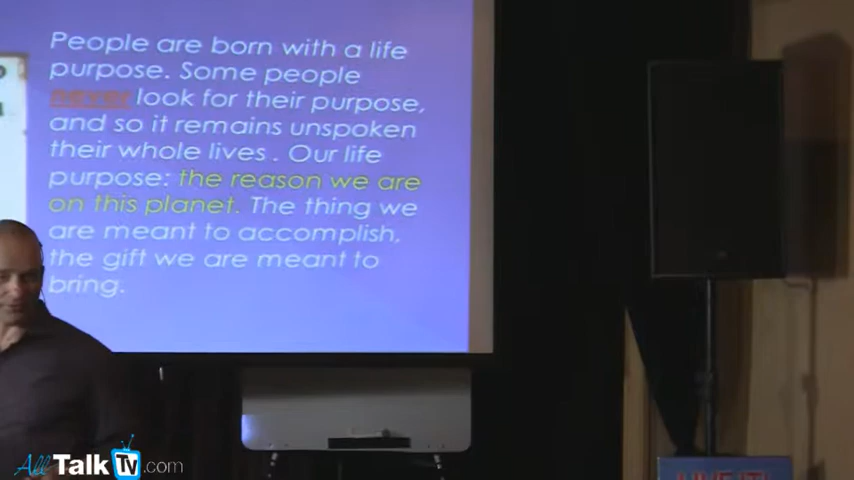 People are born with a life
purpose. Some people
never look for their purpose,
and so it remains unspoken
their whole lives . Our life
purpose: the reason we are
on this planet. The thing we
are meant to accomplish,
the gift we are meant to
bring.
AllTalkTv.com